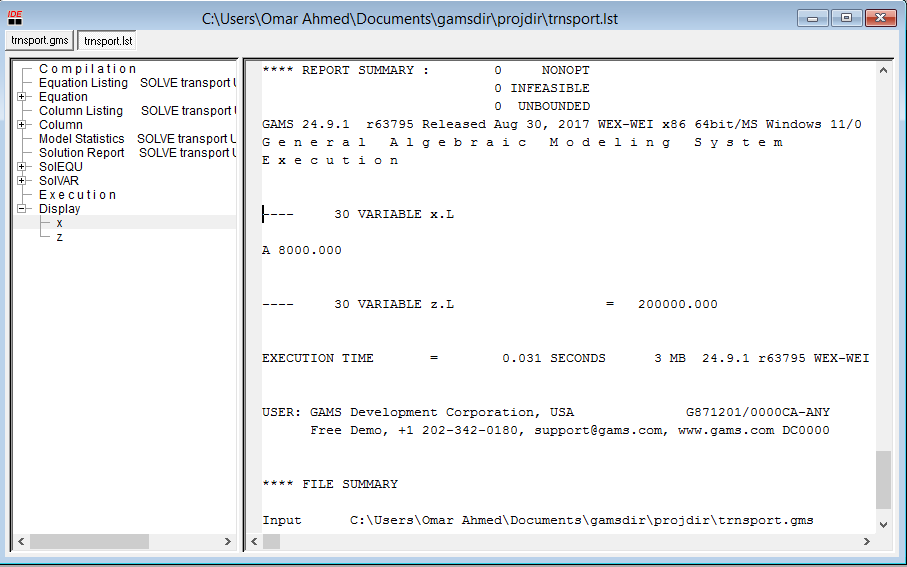 IDE
C:\Users\Omar Ahmed\Documents\gamsdir\projdir\trnsport.lst
trnsport.gms trnsport.lst
C o m p i l a t i o n
Equation Listing SOLVE transport U
Equation
Column Listing SOLVE transport U
Column
Model Statistics SOLVE transport U
Solution Report SOLVE transport U
SolEQU
SolVAR
E x e c u t i o n
Display
x
z
**** REPORT SUMMARY : 0 NONOPT
0 INFEASIBLE
0 UNBOUNDED
GAMS 24.9.1 r63795 Released Aug 30, 2017 WEX-WEI x86 64bit/MS Windows 11/0
G e n e r a l A l g e b r a i c M o d e l i n g S y s t e m
E x e c u t i o n
---- 30 VARIABLE x.L
A 8000.000
---- 30 VARIABLE z.L = 200000.000
EXECUTION TIME = 0.031 SECONDS 3 MB 24.9.1 r63795 WEX-WEI
USER: GAMS Development Corporation, USA G871201/0000CA-ANY
Free Demo, +1 202-342-0180, support@gams.com, www.gams.com DC0000
**** FILE SUMMARY
Input C:\Users\Omar Ahmed\Documents\gamsdir\projdir\trnsport.gms